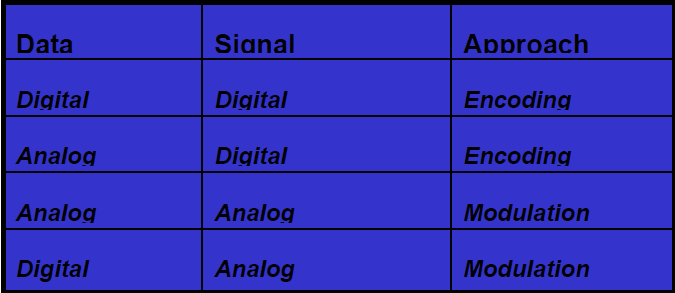 Data Signal Approach
Digital Digital Encoding
Analog Digital Encoding
Analog Analog Modulation
Digital Analog Modulation